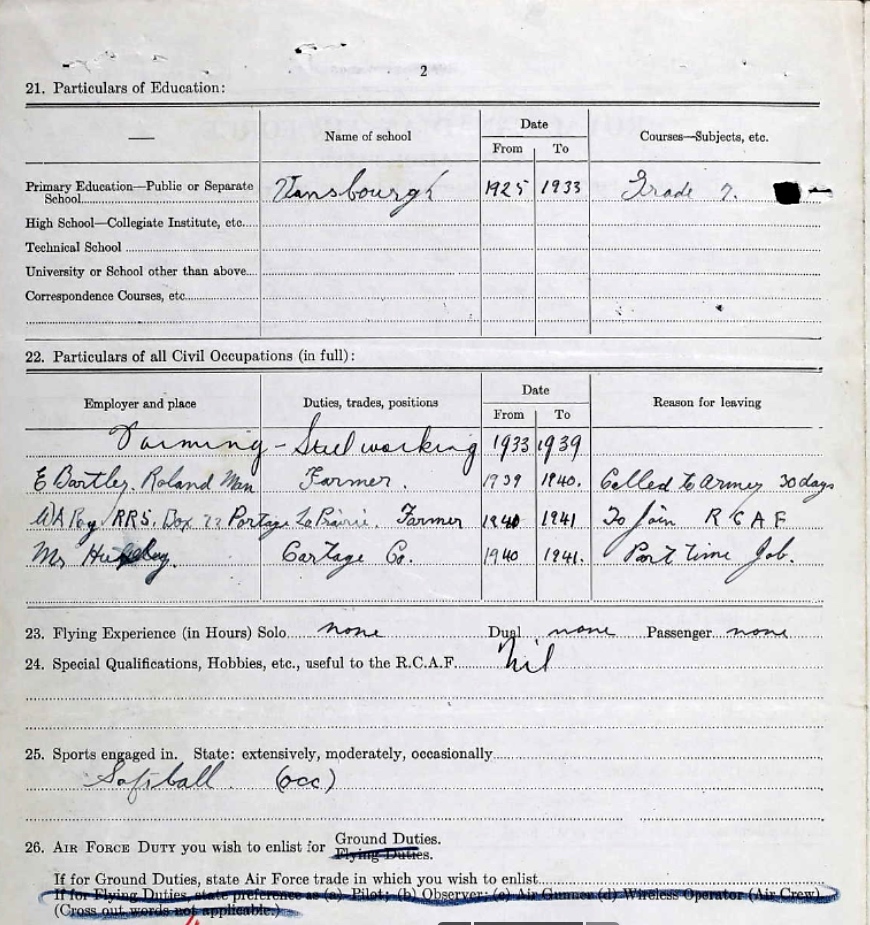 2
21. Particulars of Education:
Name of school Date Courses—Subjects, etc.
From To
Primary Education—Public or Separate School 1925 1933 Grade 7.
High School—Collegiate Institute, etc.
Technical School
University or School other than above
Correspondence Courses, etc.
22. Particulars of all Civil Occupations (in full):
Employer and place Duties, trades, positions Date Reason for leaving
From To
Farming - Steel working 1933 1939
E Bartley. Roland Man Farmer. 1939 1940. Called to Army 30 days
RR5, Box 22 Portage La Prairie. Farmer 1940 1941 To Join R C A F
Mr Cartage Co. 1940 1941. Part time Job.
23. Flying Experience (in Hours) Solo none Dual none Passenger none
24. Special Qualifications, Hobbies, etc., useful to the R.C.A.F. Nil
25. Sports engaged in. State: extensively, moderately, occasionally
Softball. (occ)
26. AIR FORCE DUTY you wish to enlist for Ground Duties.
Flying Duties.
If for Ground Duties, state Air Force trade in which you wish to enlist
If for Flying Duties, state preference as (a) Pilot; (b) Observer; (c) Air Gunner (d) Wireless Operator (Air Crew)
(Cross out words not applicable.)